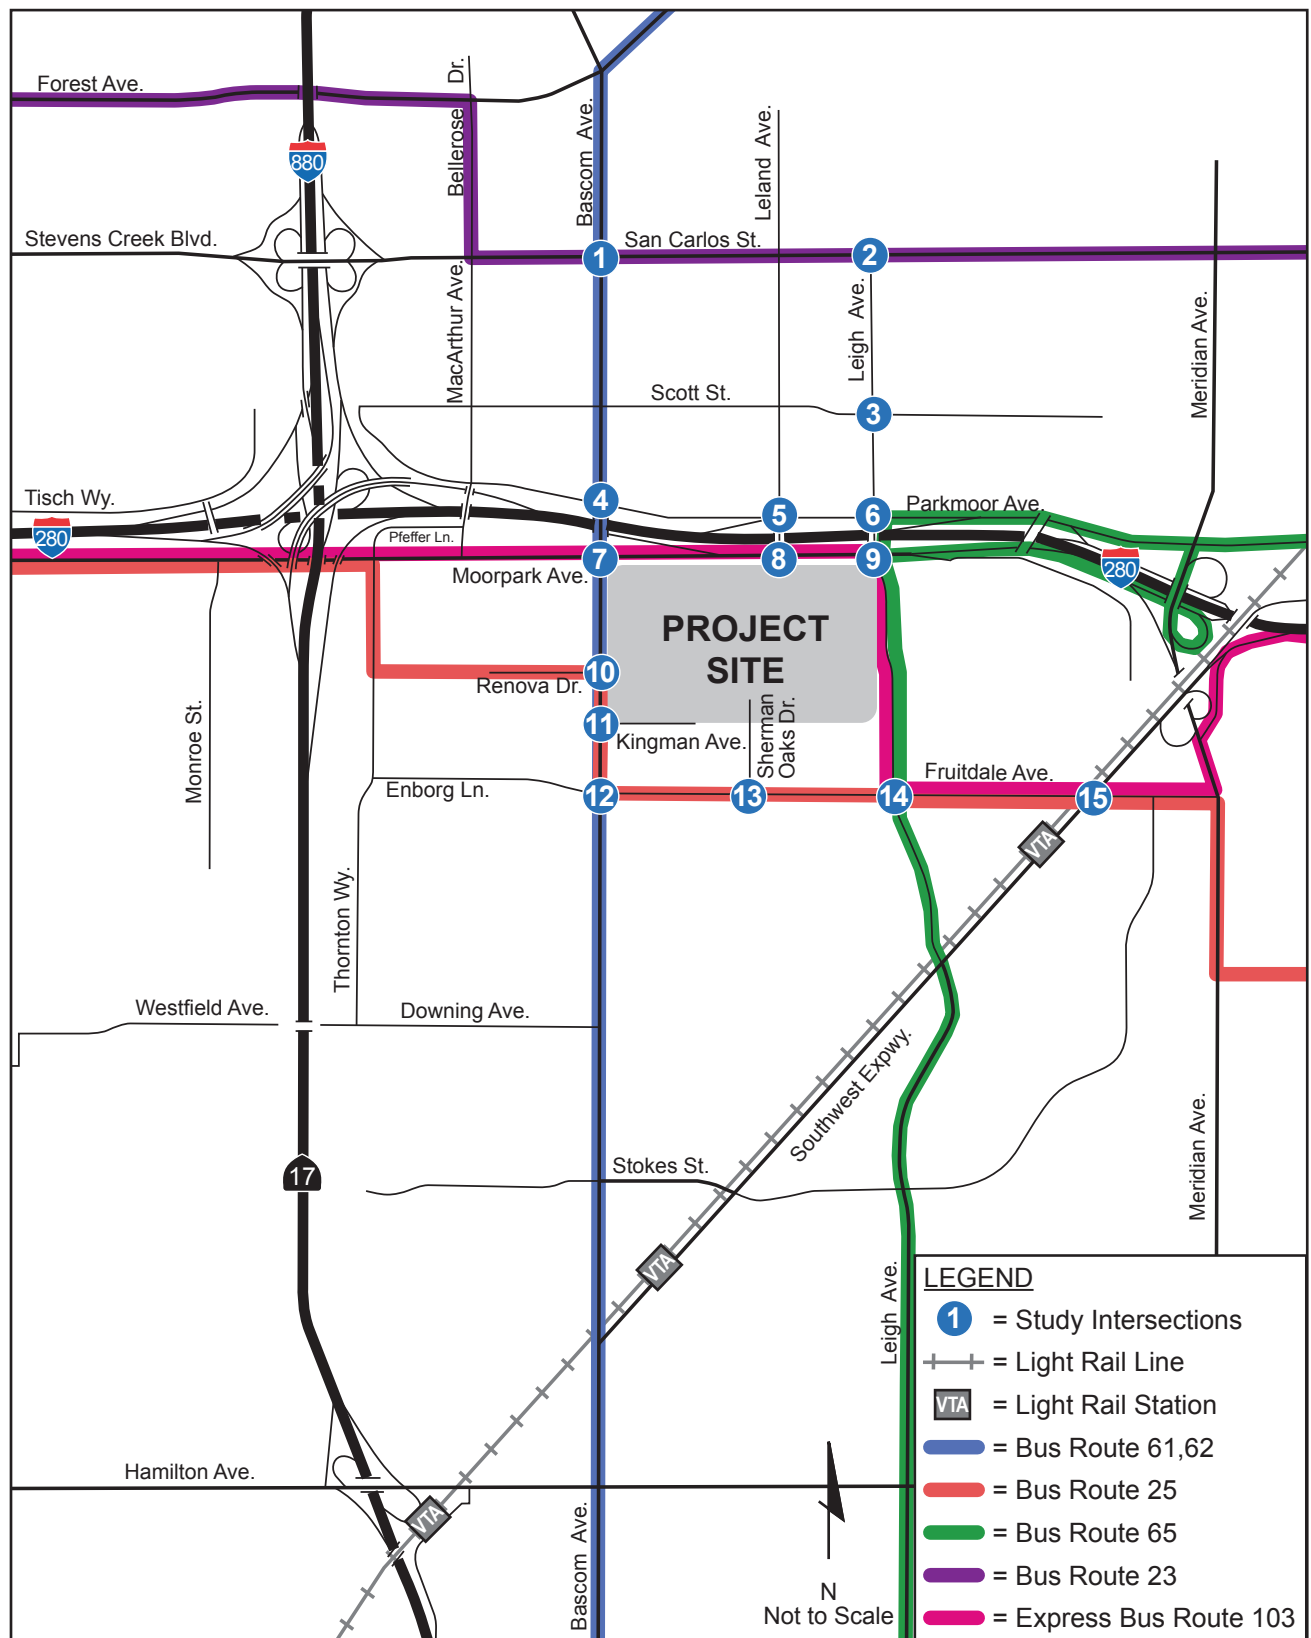 Forest Ave.
Bellerose Dr.
Bascom Ave.
Leland Ave.
880
Stevens Creek Blvd.
San Carlos St.
1
2
MacArthur Ave.
Leigh Ave.
Meridian Ave.
Scott St.
3
Tisch Wy.
4
5
6
Parkmoor Ave.
280
Pfeffer Ln.
7
8
9
280
Moorpark Ave.
PROJECT
SITE
10
Renova Dr.
11
Kingman Ave.
Sherman
Oaks Dr.
Monroe St.
Enborg Ln.
Fruitdale Ave.
12
13
14
15
VTA
Thornton Wy.
Westfield Ave.
Downing Ave.
Southwest Expwy.
Meridian Ave.
17
Stokes St.
VTA
Leigh Ave.
Hamilton Ave.
VTA
Bascom Ave.
N
Not to Scale
LEGEND
1 = Study Intersections
= Light Rail Line
VTA = Light Rail Station
= Bus Route 61,62
= Bus Route 25
= Bus Route 65
= Bus Route 23
= Express Bus Route 103